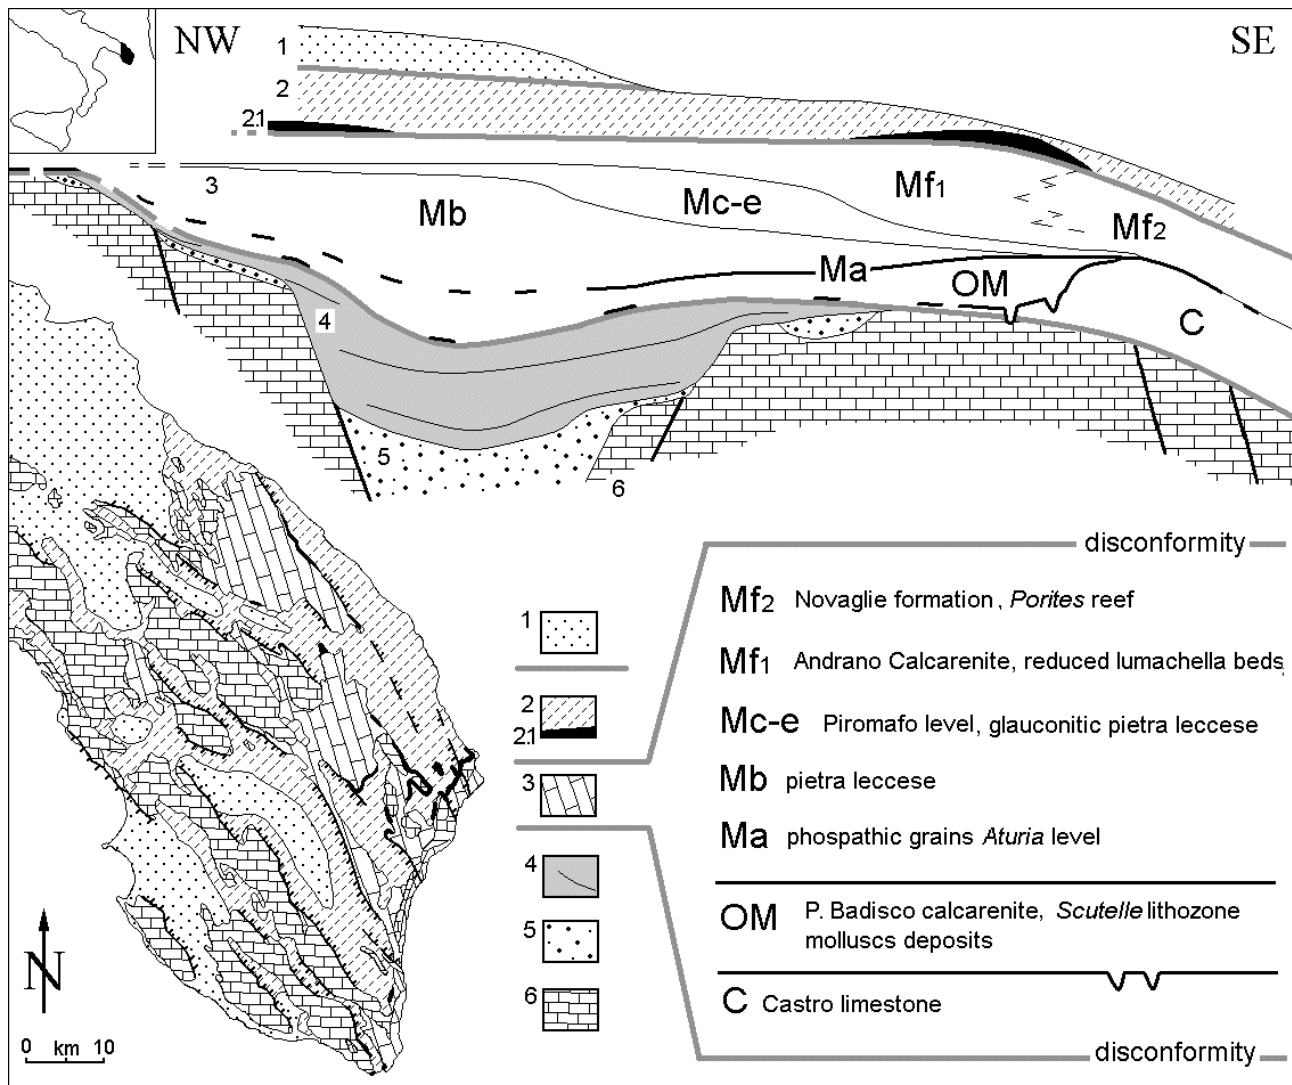 NW
SE
1
2
2.1
3
Mb
Mc-e
Mf1
Mf2
Ma
OM
C
4
5
6
disconformity
Mf2 Novaglie formation, Porites reef
Mf1 Andrano Calcarenite, reduced lumachella beds
Mc-e Piromafo level, glauconitic pietra leccese
Mb pietra leccese
Ma phospathic grains Aturia level
OM P. Badisco calcarenite, Scutelle lithozone
molluscs deposits
C Castro limestone
disconformity
1
2
2.1
3
4
5
6
N
0 km 10